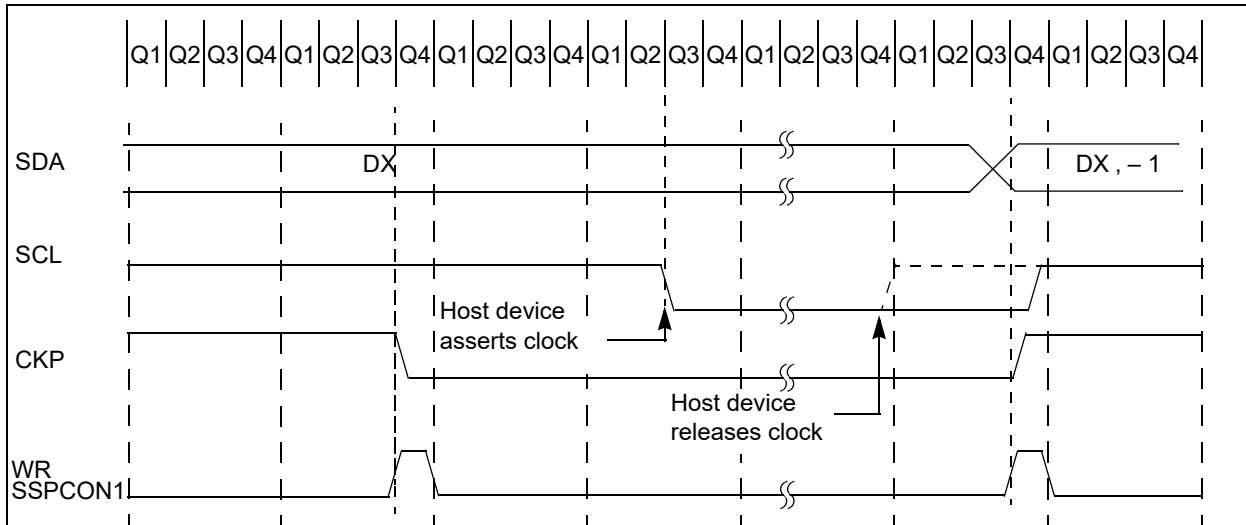 Q1 Q2 Q3 Q4 Q1 Q2 Q3 Q4 Q1 Q2 Q3 Q4 Q1 Q2 Q3 Q4 Q1 Q2 Q3 Q4 Q1 Q2 Q3 Q4 Q1 Q2 Q3 Q4
SDA
DX
DX , – 1
SCL
Host device
asserts clock
CKP
Host device
releases clock
WR
SSPCON1